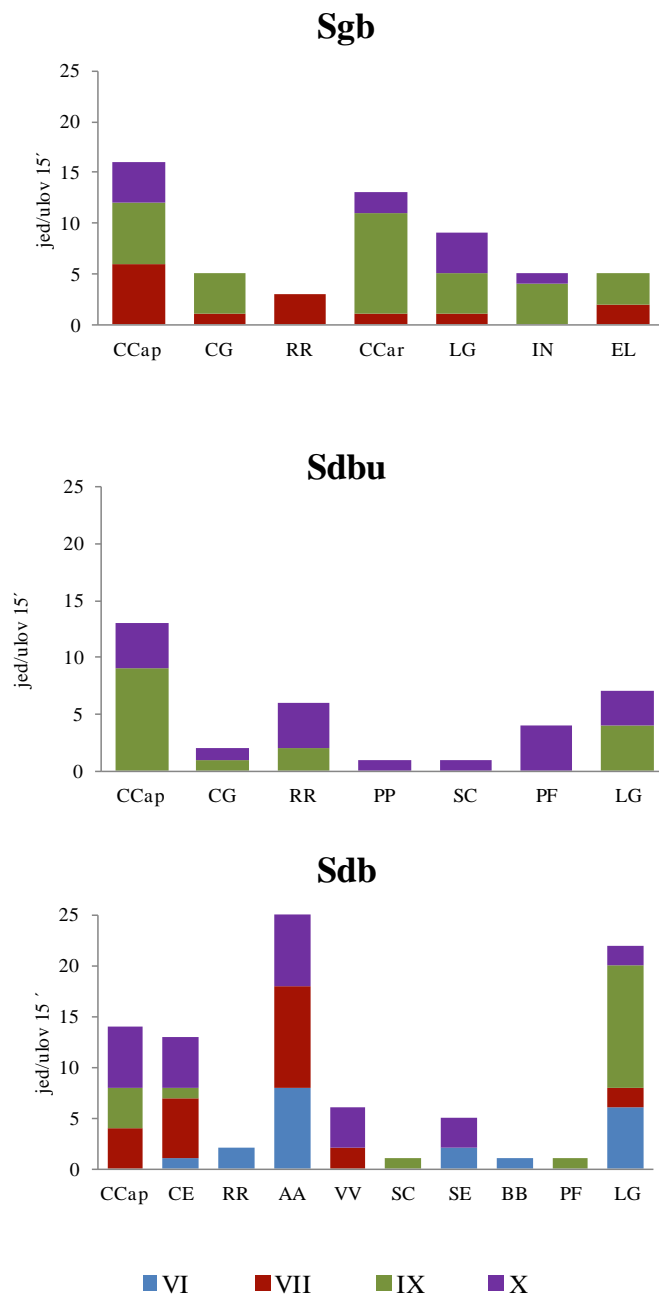 Sgb
25
20
15
10
5
0
jed/ulov 15´
CCap CG RR CCar LG IN EL
Sdbu
25
20
15
10
5
0
jed/ulov 15´
CCap CG RR PP SC PF LG
Sdb
25
20
15
10
5
0
jed/ulov 15 ´
CCap CE RR AA VV SC SE BB PF LG
VI VII IX X